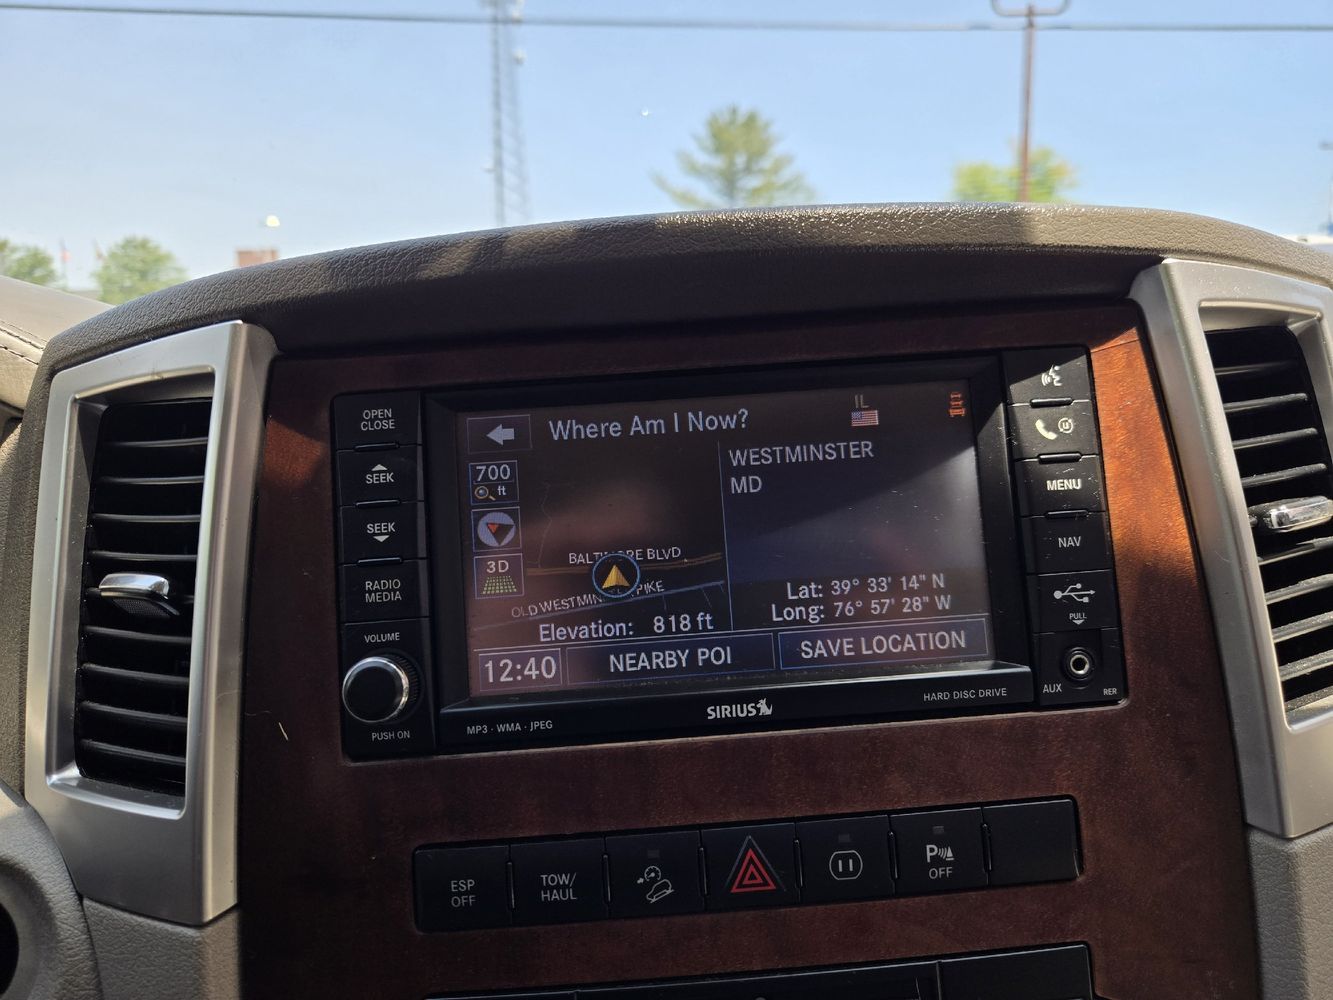 OPEN
CLOSE
SEEK
SEEK
RADIO
MEDIA
VOLUME
PUSH ON
Where Am I Now?
IL
700
ft
3D
WESTMINSTER
MD
BALTIMORE BLVD
OLD WESTMIN PIKE
Elevation: 818 ft
Lat: 39° 33' 14" N
Long: 76° 57' 28" W
12:40
NEARBY POI
SAVE LOCATION
MENU
NAV
PULL
AUX
RER
MP3 · WMA · JPEG
SIRIUS
HARD DISC DRIVE
ESP
OFF
TOW/
HAUL
P
OFF